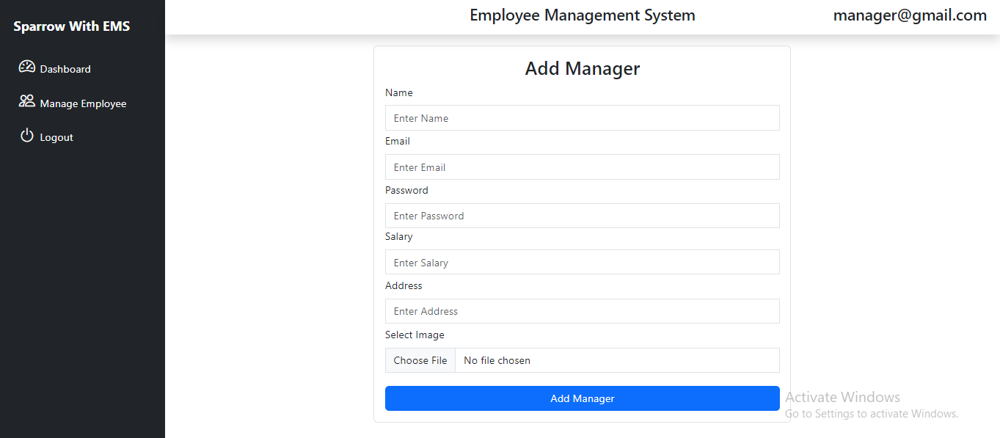 Sparrow With EMS
Dashboard
Manage Employee
Logout
Employee Management System
manager@gmail.com
Add Manager
Name
Enter Name
Email
Enter Email
Password
Enter Password
Salary
Enter Salary
Address
Enter Address
Select Image
Choose File No file chosen
Add Manager
Activate Windows
Go to Settings to activate Windows.